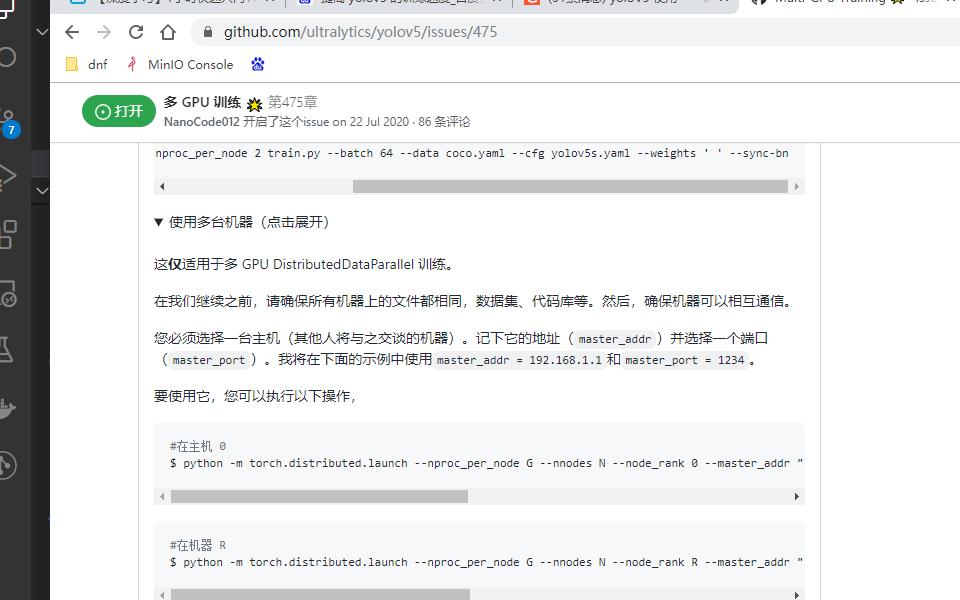 github.com/ultralytics/yolov5/issues/475
dnf MinIO Console
7
打开 多 GPU 训练 第475章
NanoCode012 开启了这个issue on 22 Jul 2020 · 86 条评论
nproc_per_node 2 train.py --batch 64 --data coco.yaml --cfg yolov5s.yaml --weights ' ' --sync-bn
▼ 使用多台机器（点击展开）
这仅适用于多 GPU DistributedDataParallel 训练。
在我们继续之前，请确保所有机器上的文件都相同，数据集、代码库等。然后，确保机器可以相互通信。
您必须选择一台主机（其他人将与之交谈的机器）。记下它的地址（ master_addr ）并选择一个端口
（ master_port ）。我将在下面的示例中使用 master_addr = 192.168.1.1 和 master_port = 1234 。
要使用它，您可以执行以下操作，
#在主机 0
$ python -m torch.distributed.launch --nproc_per_node G --nnodes N --node_rank 0 --master_addr "
#在机器 R
$ python -m torch.distributed.launch --nproc_per_node G --nnodes N --node_rank R --master_addr "